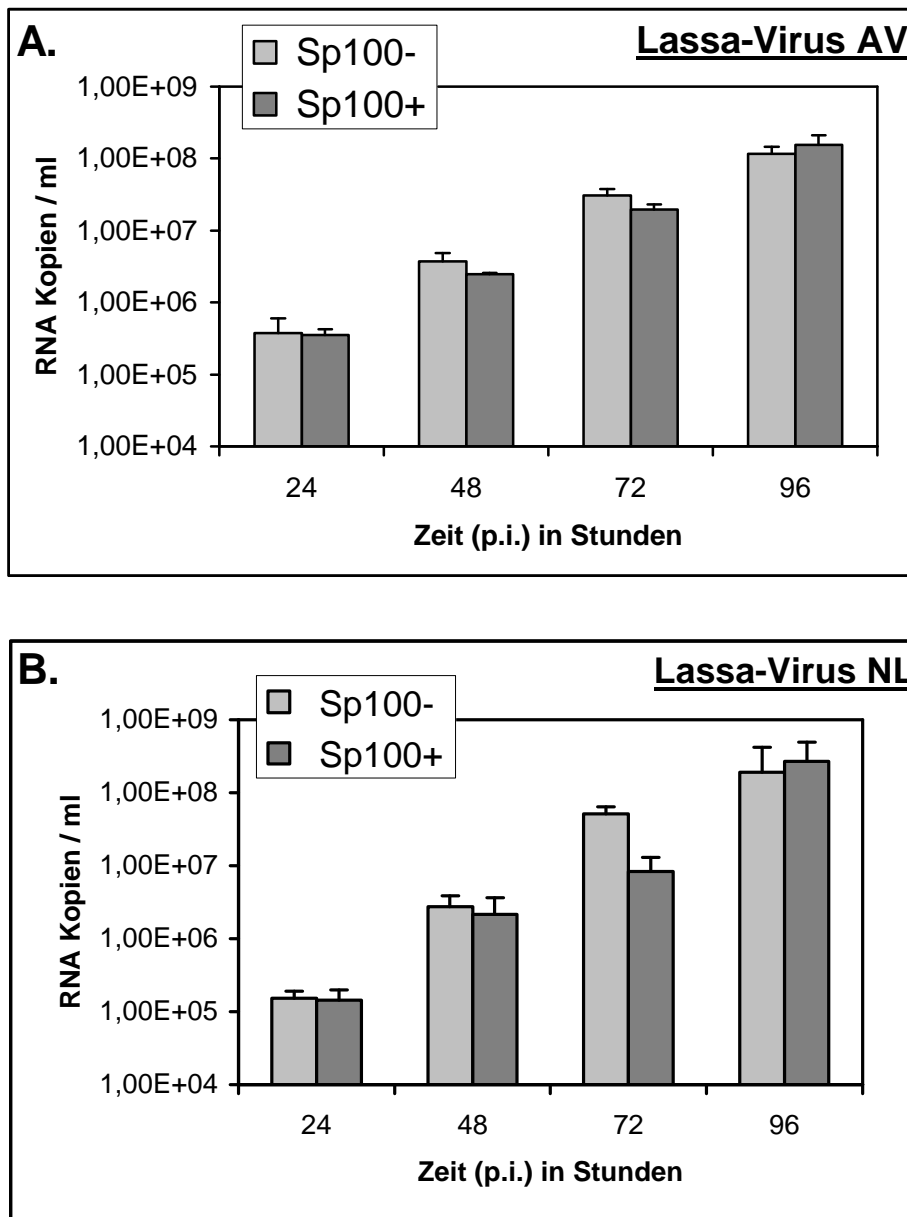 A.
Lassa-Virus AV
Sp100-
Sp100+
RNA Kopien / ml
1,00E+09
1,00E+08
1,00E+07
1,00E+06
1,00E+05
1,00E+04
24 48 72 96
Zeit (p.i.) in Stunden
B.
Lassa-Virus NL
Sp100-
Sp100+
RNA Kopien / ml
1,00E+09
1,00E+08
1,00E+07
1,00E+06
1,00E+05
1,00E+04
24 48 72 96
Zeit (p.i.) in Stunden